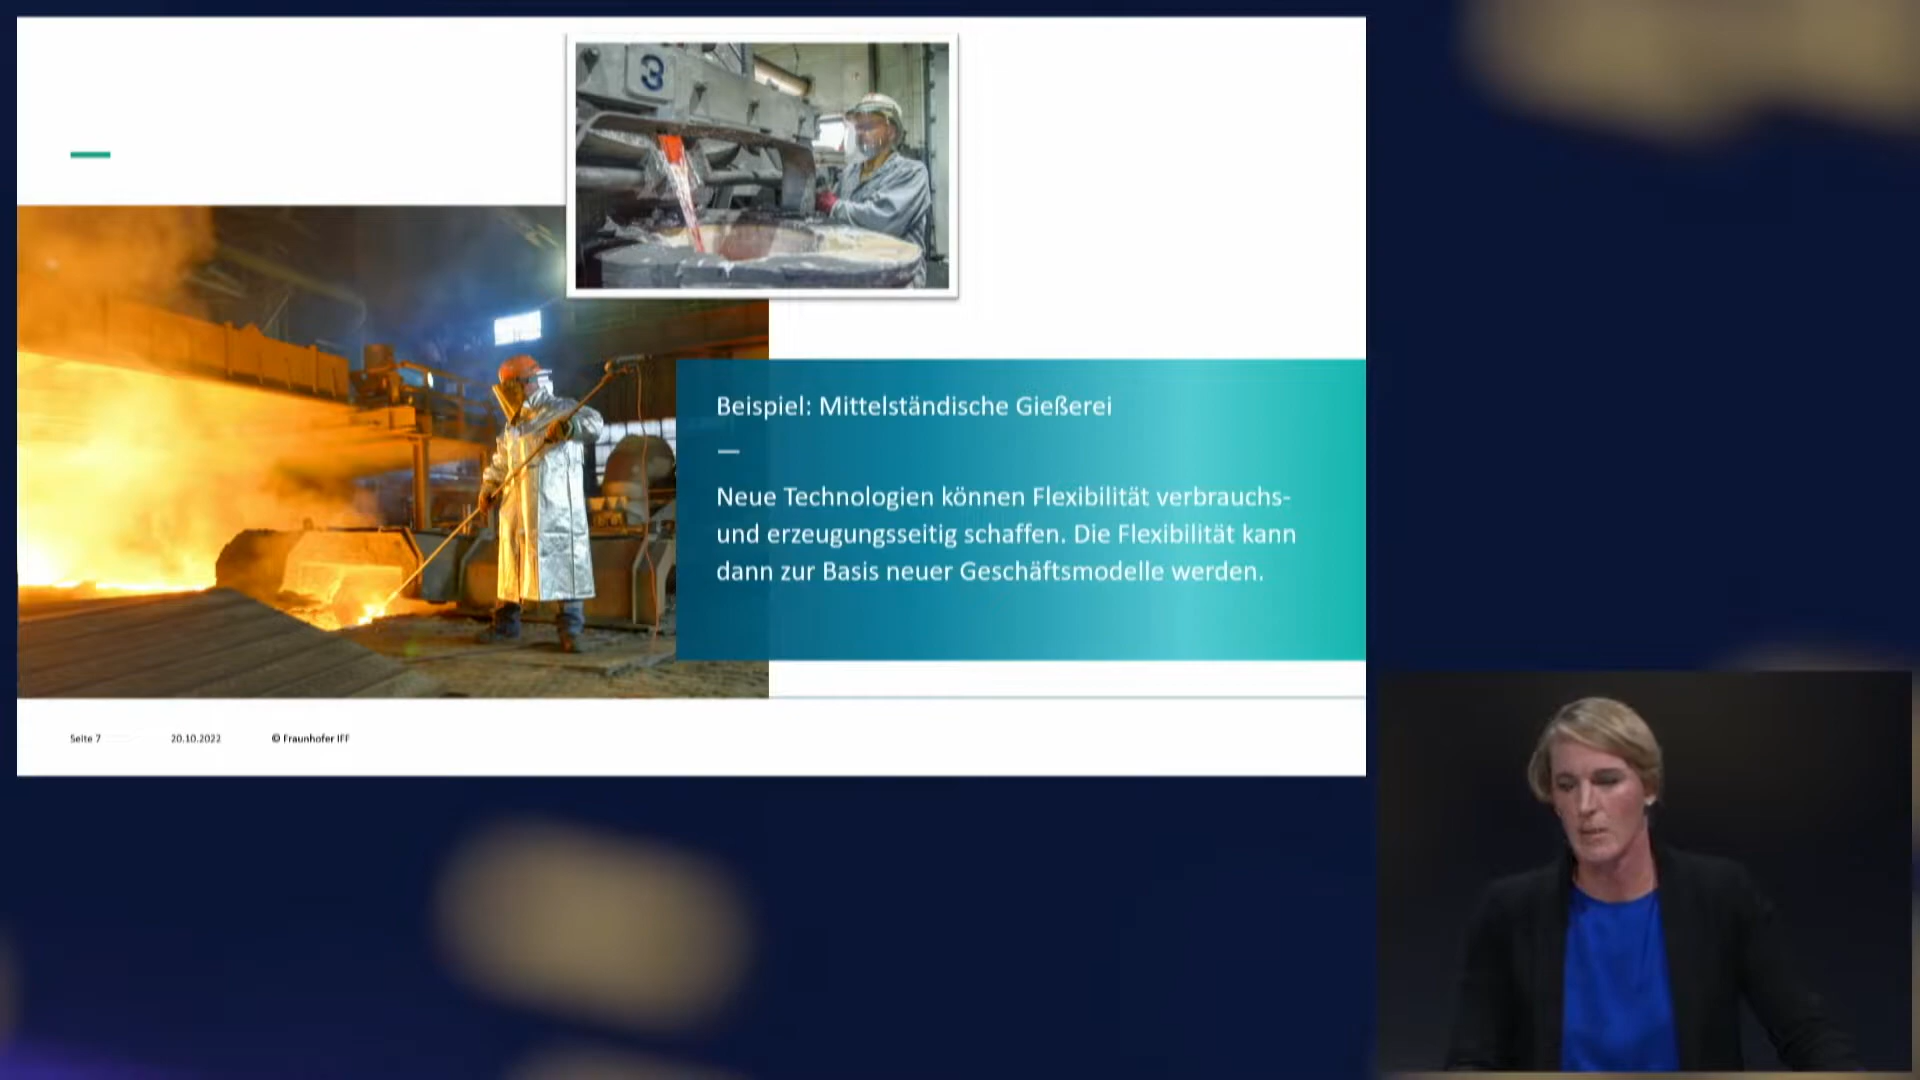 3
Beispiel: Mittelständische Gießerei
Neue Technologien können Flexibilität verbrauchs-
und erzeugungsseitig schaffen. Die Flexibilität kann
dann zur Basis neuer Geschäftsmodelle werden.
Seite 7 20.10.2022 © Fraunhofer IFF